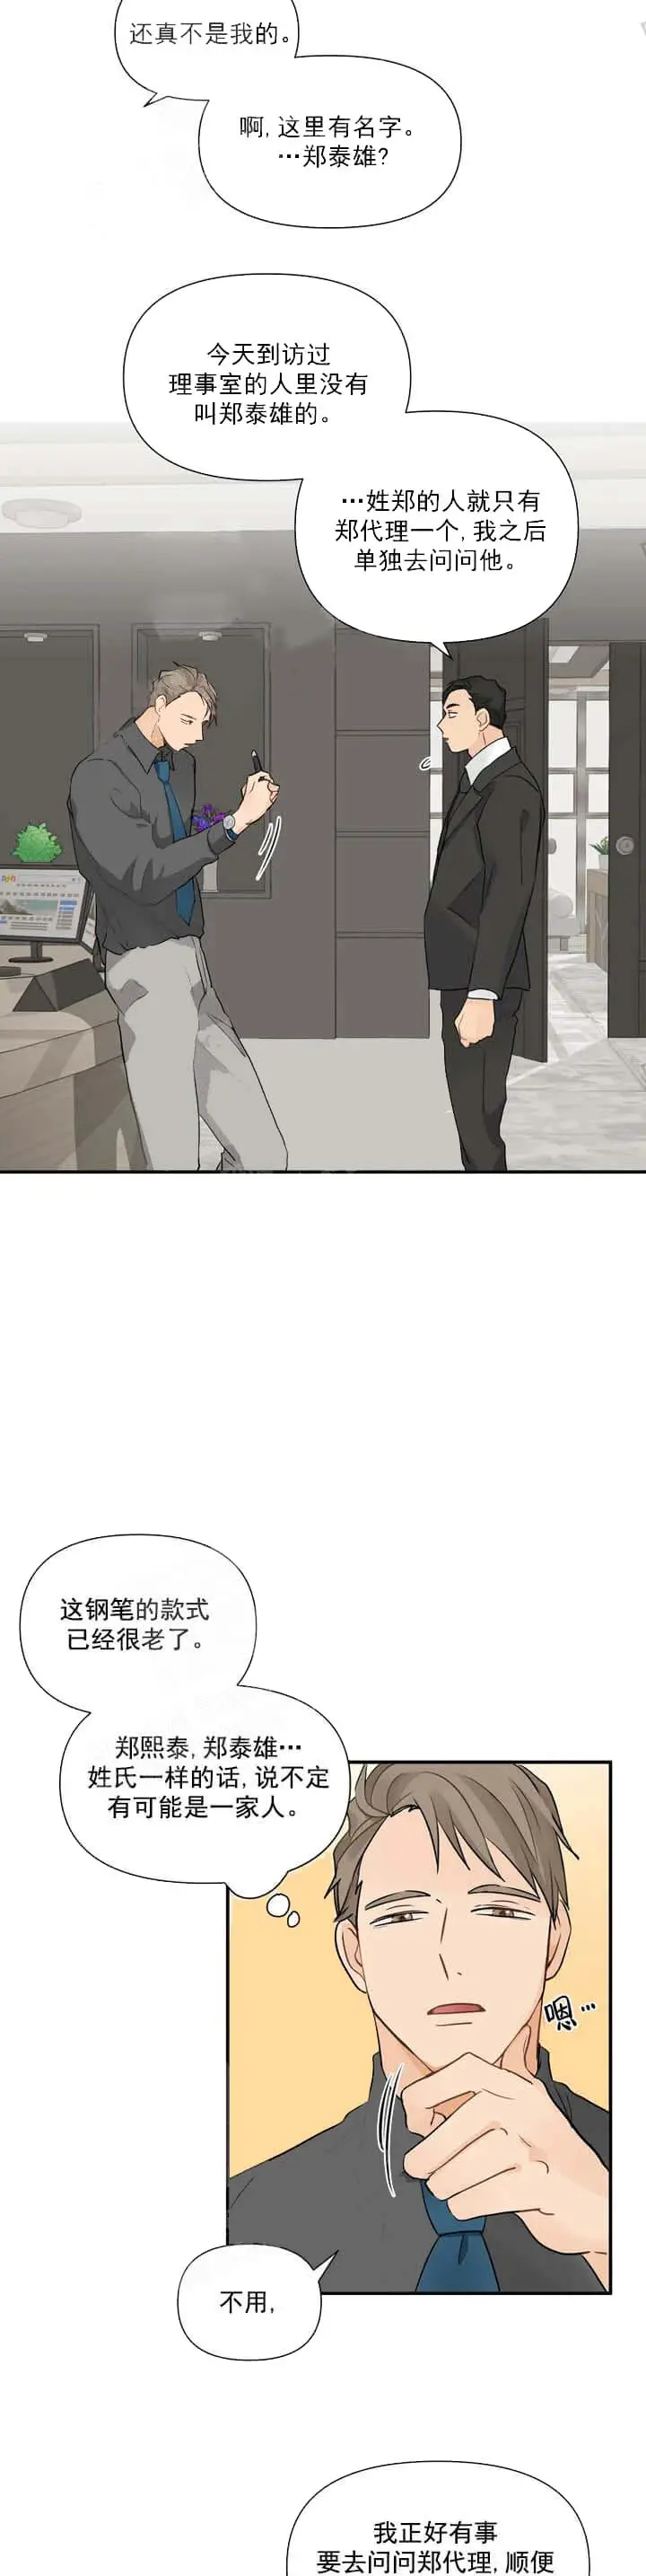 还真不是我的。
啊,这里有名字。
…郑泰雄?
今天到访过
理事室的人里没有
叫郑泰雄的。
…姓郑的人就只有
郑代理一个,我之后
单独去问问他。
这钢笔的款式
已经很老了。
郑熙泰,郑泰雄…
姓氏一样的话,说不定
有可能是一家人。
嗯…
不用,
我正好有事
要去问问郑代理,顺便